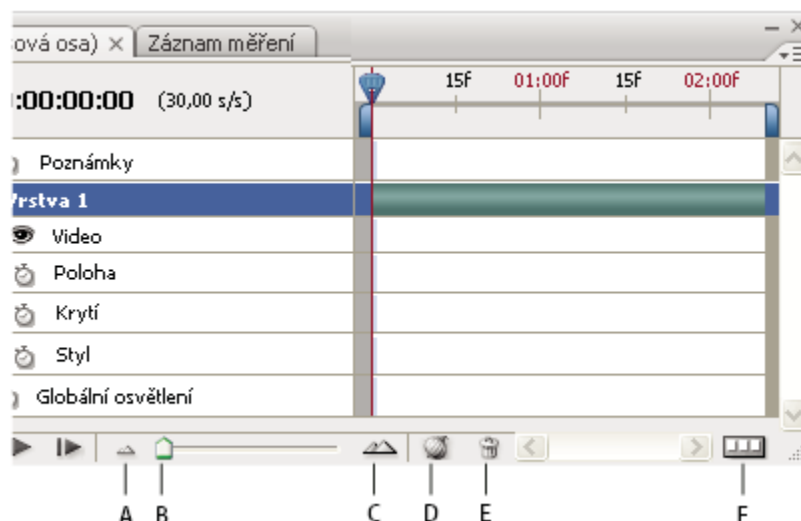 sová osa) × Záznam měření
:00:00:00 (30,00 s/s)
15f 01:00f 15f 02:00f
Poznámky
Vrstva 1
Video
Poloha
Krytí
Styl
Globální osvětlení
A B C D E F